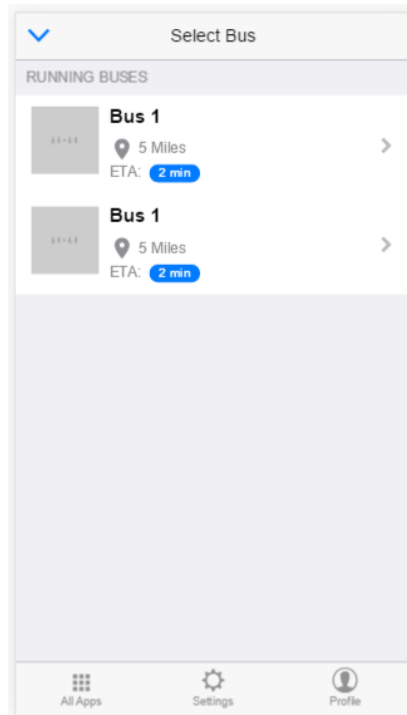 Select Bus
RUNNING BUSES
Bus 1
5 Miles
ETA: 2 min
Bus 1
5 Miles
ETA: 2 min
All Apps Settings Profile